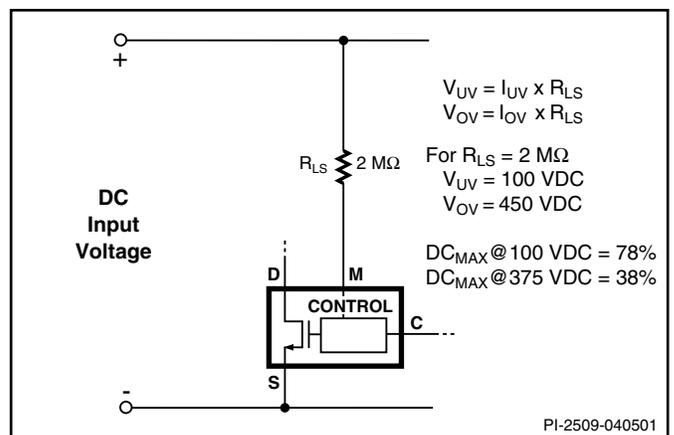 +
V_UV = I_UV x R_LS
V_OV = I_OV x R_LS
R_LS 2 MΩ
For R_LS = 2 MΩ
V_UV = 100 VDC
V_OV = 450 VDC
DC
Input
Voltage
DC_MAX@100 VDC = 78%
DC_MAX@375 VDC = 38%
D
M
CONTROL
C
S
-
PI-2509-040501